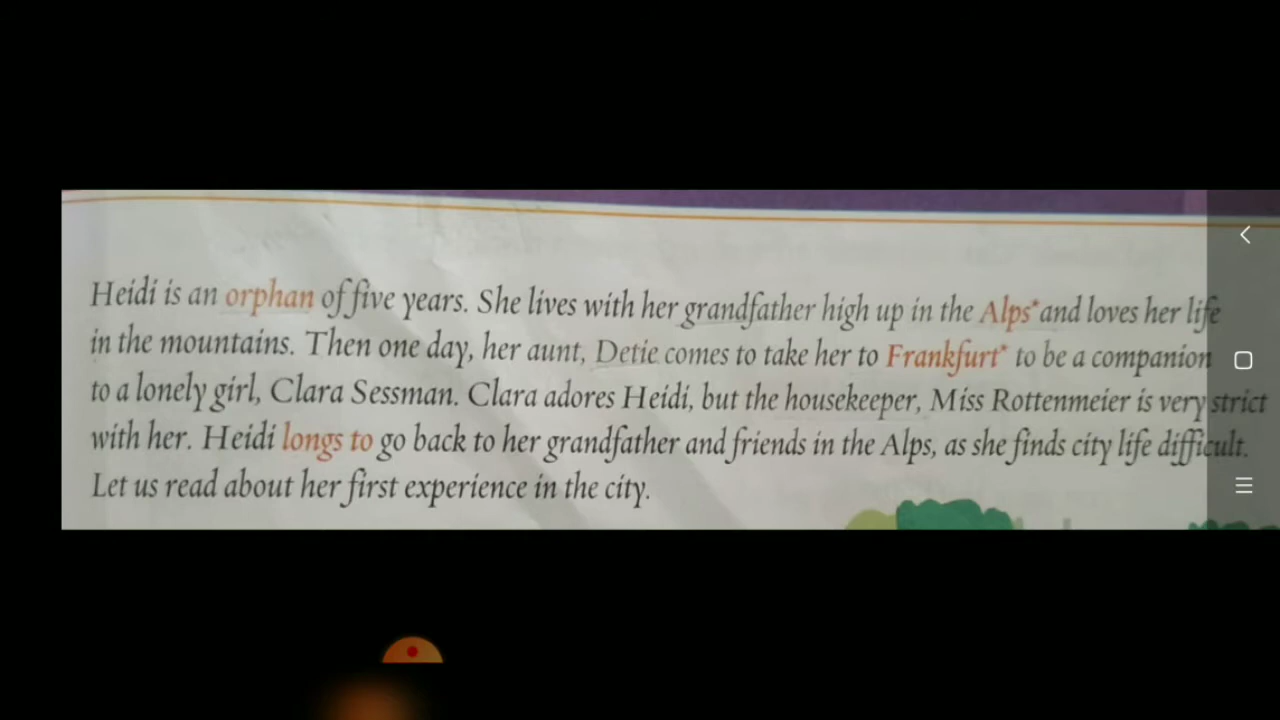 Heidi is an orphan of five years. She lives with her grandfather high up in the Alps* and loves her life
in the mountains. Then one day, her aunt, Detie comes to take her to Frankfurt* to be a companion
to a lonely girl, Clara Sessman. Clara adores Heidi, but the housekeeper, Miss Rottenmeier is very strict
with her. Heidi longs to go back to her grandfather and friends in the Alps, as she finds city life difficult.
Let us read about her first experience in the city.